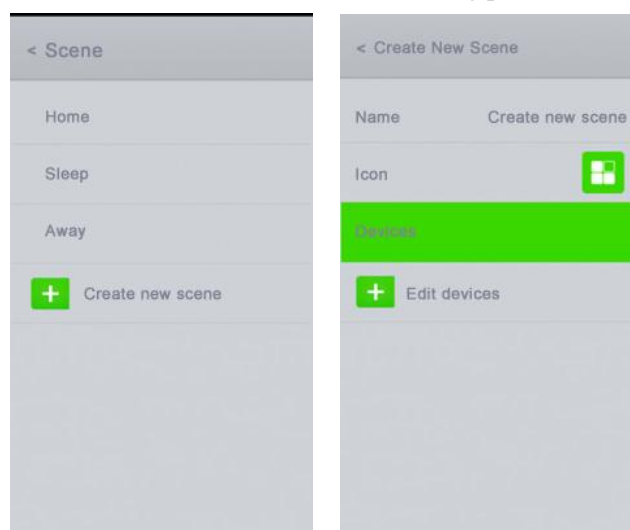 < Scene
Home
Sleep
Away
Create new scene
< Create New Scene
Name Create new scene
Icon
Devices
Edit devices